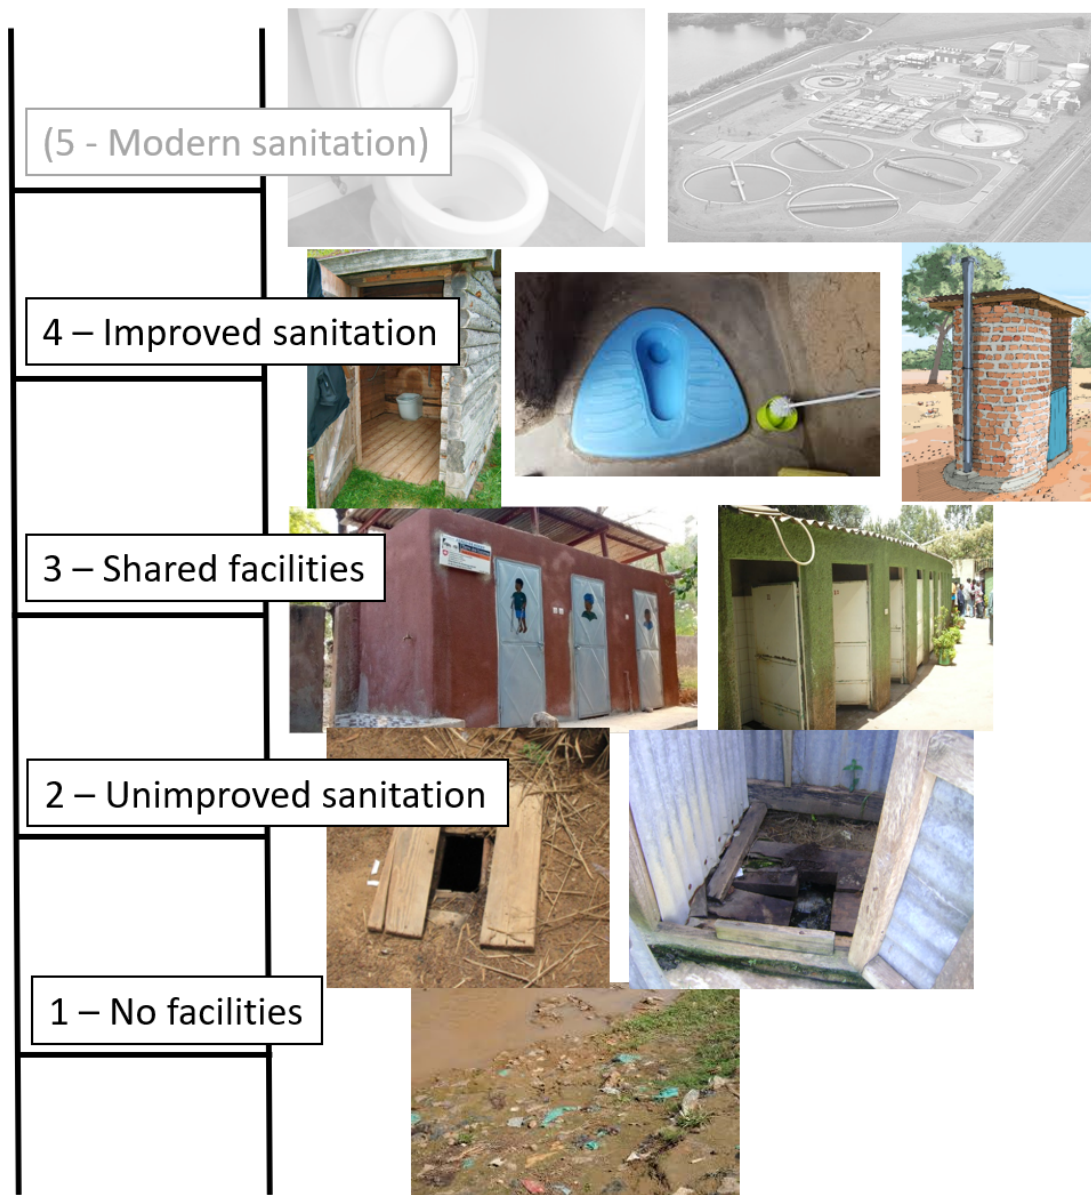 (5 - Modern sanitation)
4 – Improved sanitation
3 – Shared facilities
2 – Unimproved sanitation
1 – No facilities